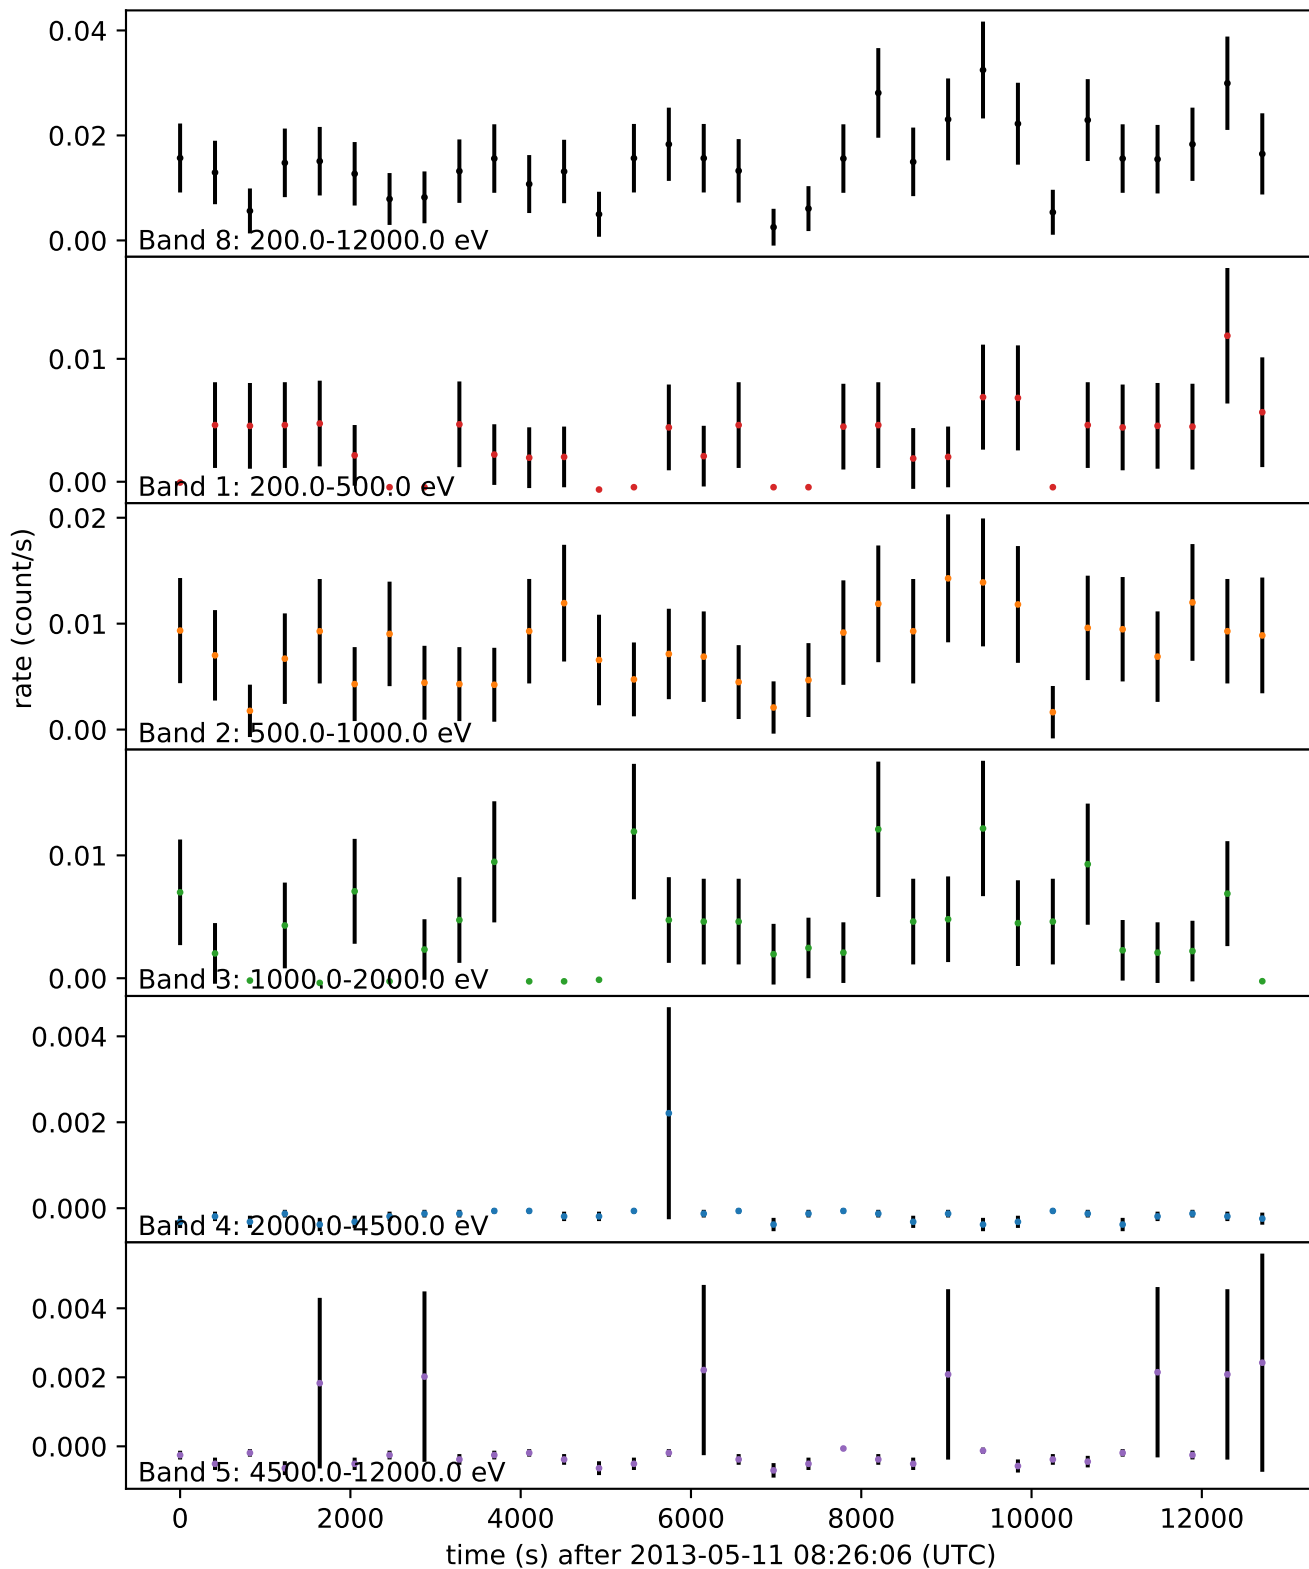 0.04
0.02
0.00
Band 8: 200.0-12000.0 eV
0.01
0.00
Band 1: 200.0-500.0 eV
0.02
0.01
0.00
Band 2: 500.0-1000.0 eV
rate (count/s)
0.01
0.00
Band 3: 1000.0-2000.0 eV
0.004
0.002
0.000
Band 4: 2000.0-4500.0 eV
0.004
0.002
0.000
Band 5: 4500.0-12000.0 eV
0 2000 4000 6000 8000 10000 12000
time (s) after 2013-05-11 08:26:06 (UTC)